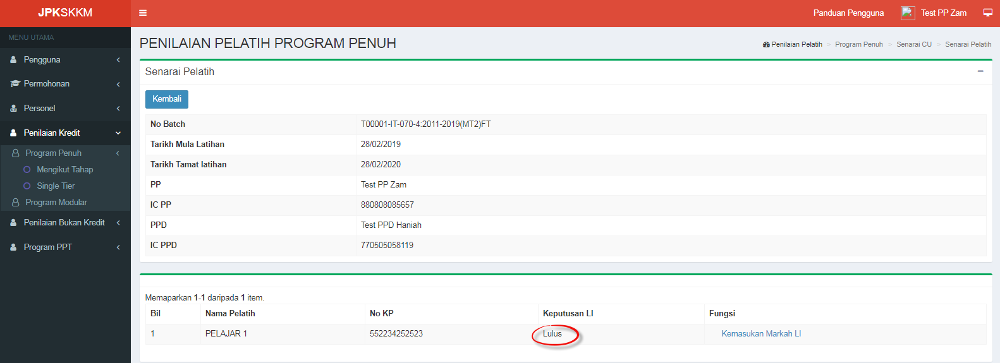 JPKSKKM
Panduan Pengguna
Test PP Zam
MENU UTAMA
Pengguna
Permohonan
Personel
Penilaian Kredit
Program Penuh
Mengikut Tahap
Single Tier
Program Modular
Penilaian Bukan Kredit
Program PPT
PENILAIAN PELATIH PROGRAM PENUH
Penilaian Pelatih > Program Penuh > Senarai CU > Senarai Pelatih
Senarai Pelatih
Kembali
No Batch T00001-IT-070-4:2011-2019(MT2)FT
Tarikh Mula Latihan 28/02/2019
Tarikh Tamat latihan 28/02/2020
PP Test PP Zam
IC PP 880808085657
PPD Test PPD Haniah
IC PPD 770505058119
Memaparkan 1-1 daripada 1 item.
Bil Nama Pelatih No KP Keputusan LI Fungsi
1 PELAJAR 1 552234252523 Lulus Kemasukan Markah LI